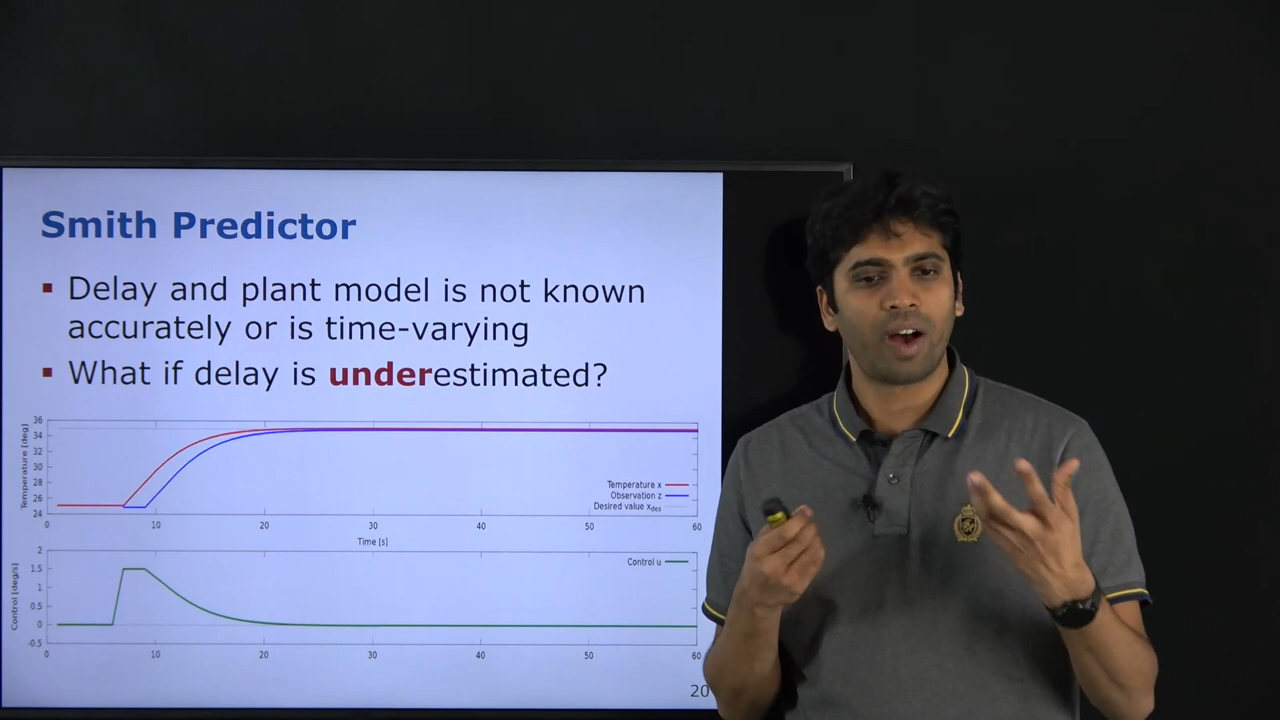 Smith Predictor
Delay and plant model is not known
accurately or is time-varying
What if delay is underestimated?
Temperature [deg]
36
34
32
30
28
26
24
Temperature x
Observation z
Desired value xdes
0 10 20 30 40 50 60
Time [s]
Control [deg/s]
2
1.5
1
0.5
0
-0.5
Control u
0 10 20 30 40 50 60
20